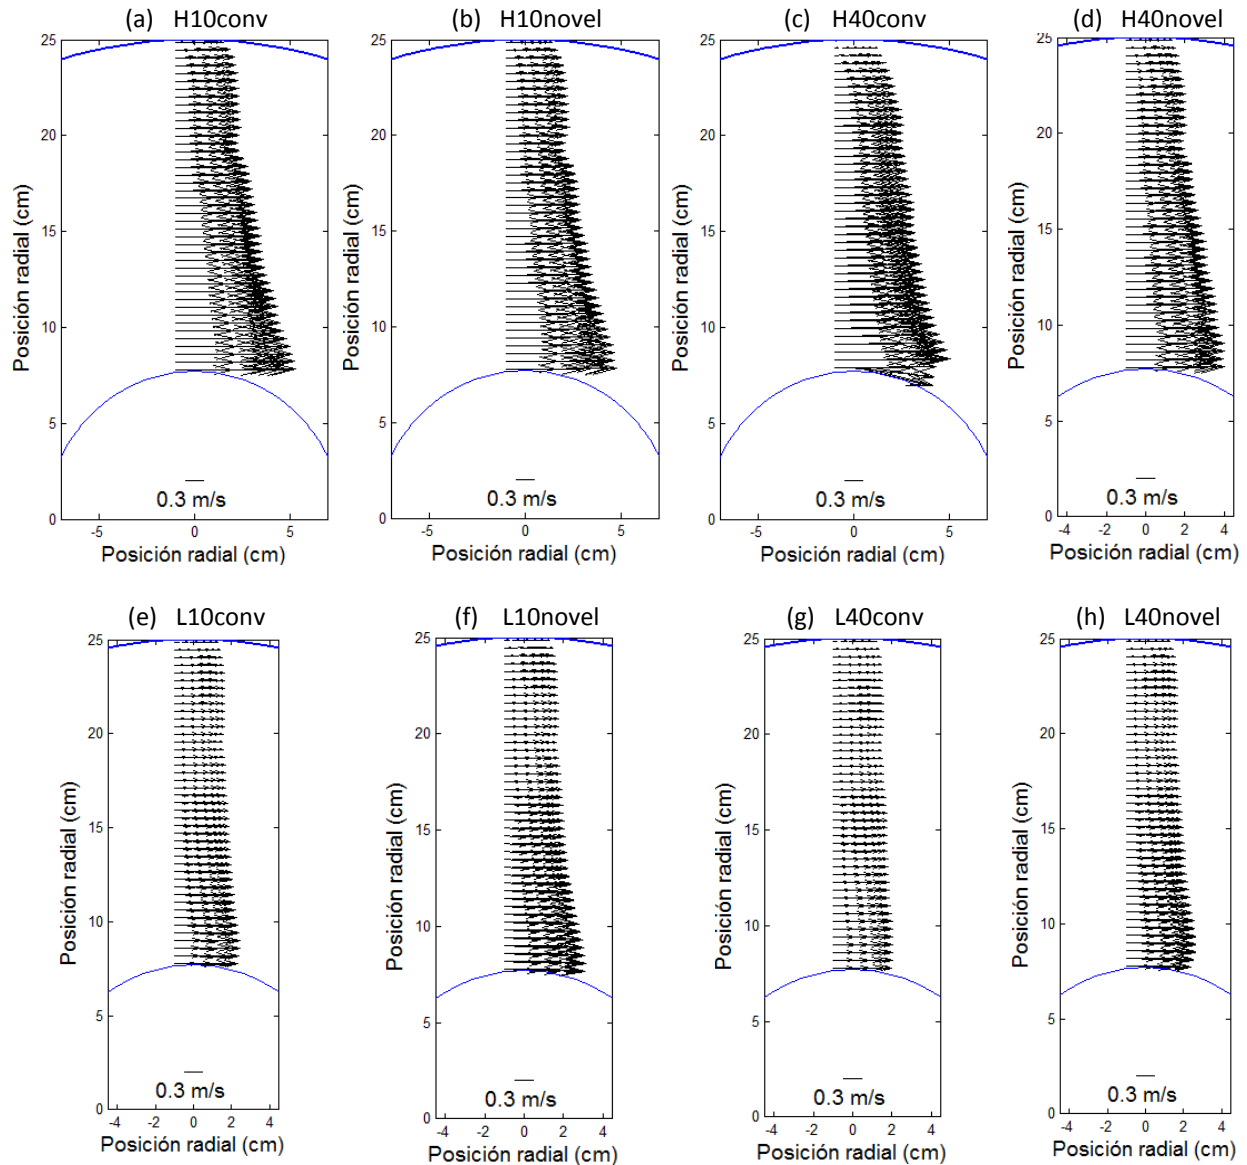 (a) H10conv
(b) H10novel
(c) H40conv
(d) H40novel
25
20
15
10
5
0
-5
0
5
Posición radial (cm)
Posición radial (cm)
0.3 m/s
25
20
15
10
5
0
-5
0
5
Posición radial (cm)
Posición radial (cm)
0.3 m/s
25
20
15
10
5
0
-5
0
5
Posición radial (cm)
Posición radial (cm)
0.3 m/s
25
20
15
10
5
0
-4
-2
0
2
4
Posición radial (cm)
Posición radial (cm)
0.3 m/s
(e) L10conv
(f) L10novel
(g) L40conv
(h) L40novel
25
20
15
10
5
0
-4
-2
0
2
4
Posición radial (cm)
Posición radial (cm)
0.3 m/s
25
20
15
10
5
0
-4
-2
0
2
4
Posición radial (cm)
Posición radial (cm)
0.3 m/s
25
20
15
10
5
0
-4
-2
0
2
4
Posición radial (cm)
Posición radial (cm)
0.3 m/s
25
20
15
10
5
0
-4
-2
0
2
4
Posición radial (cm)
Posición radial (cm)
0.3 m/s